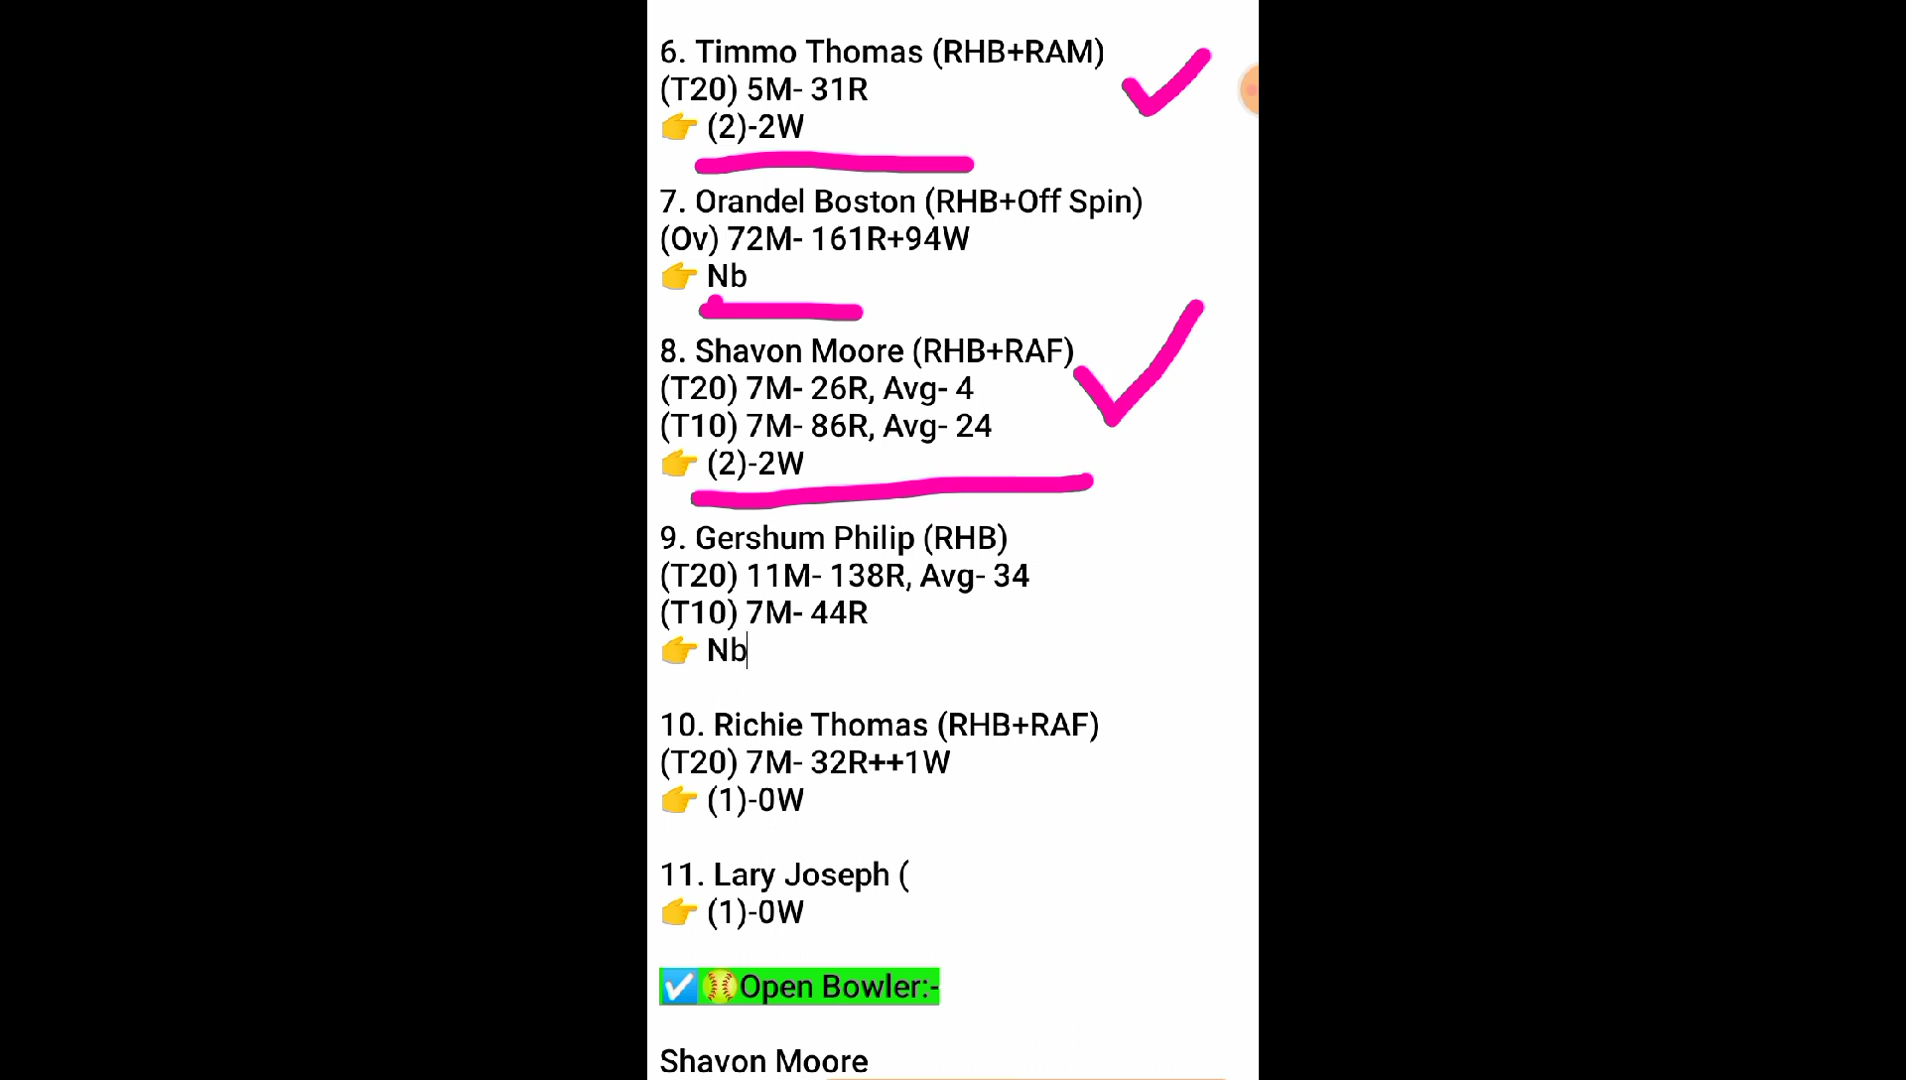 6. Timmo Thomas (RHB+RAM)
(T20) 5M- 31R
👉 (2)-2W
7. Orandel Boston (RHB+Off Spin)
(Ov) 72M- 161R+94W
👉 Nb
8. Shavon Moore (RHB+RAF)
(T20) 7M- 26R, Avg- 4
(T10) 7M- 86R, Avg- 24
👉 (2)-2W
9. Gershum Philip (RHB)
(T20) 11M- 138R, Avg- 34
(T10) 7M- 44R
👉 Nb
10. Richie Thomas (RHB+RAF)
(T20) 7M- 32R++1W
👉 (1)-0W
11. Lary Joseph (
👉 (1)-0W
☑️🥎Open Bowler:-
Shavon Moore